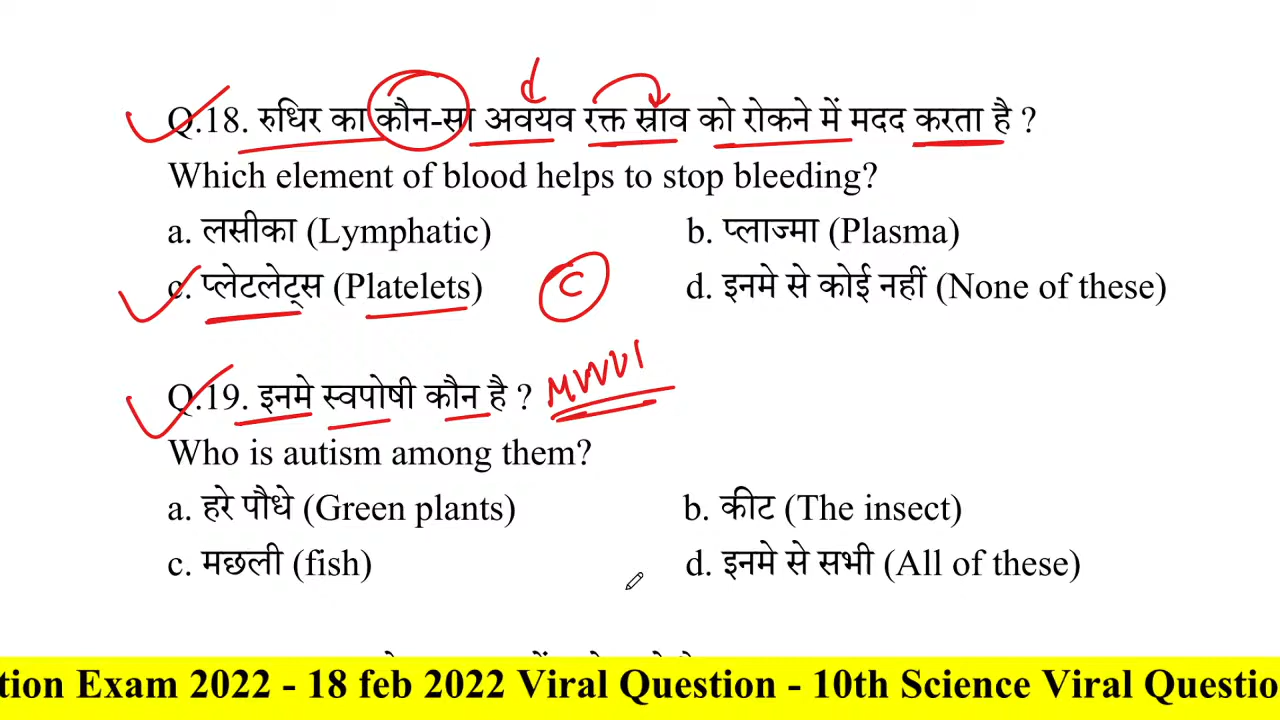 Q.18. रुधिर का कौन-सा अवयव रक्त स्राव को रोकने में मदद करता है ?
Which element of blood helps to stop bleeding?
a. लसीका (Lymphatic) b. प्लाज्मा (Plasma)
c. प्लेटलेट्स (Platelets) C d. इनमे से कोई नहीं (None of these)
Q.19. इनमे स्वपोषी कौन है ?
Who is autism among them?
a. हरे पौधे (Green plants) b. कीट (The insect)
c. मछली (fish) d. इनमे से सभी (All of these)
tion Exam 2022 - 18 feb 2022 Viral Question - 10th Science Viral Questio